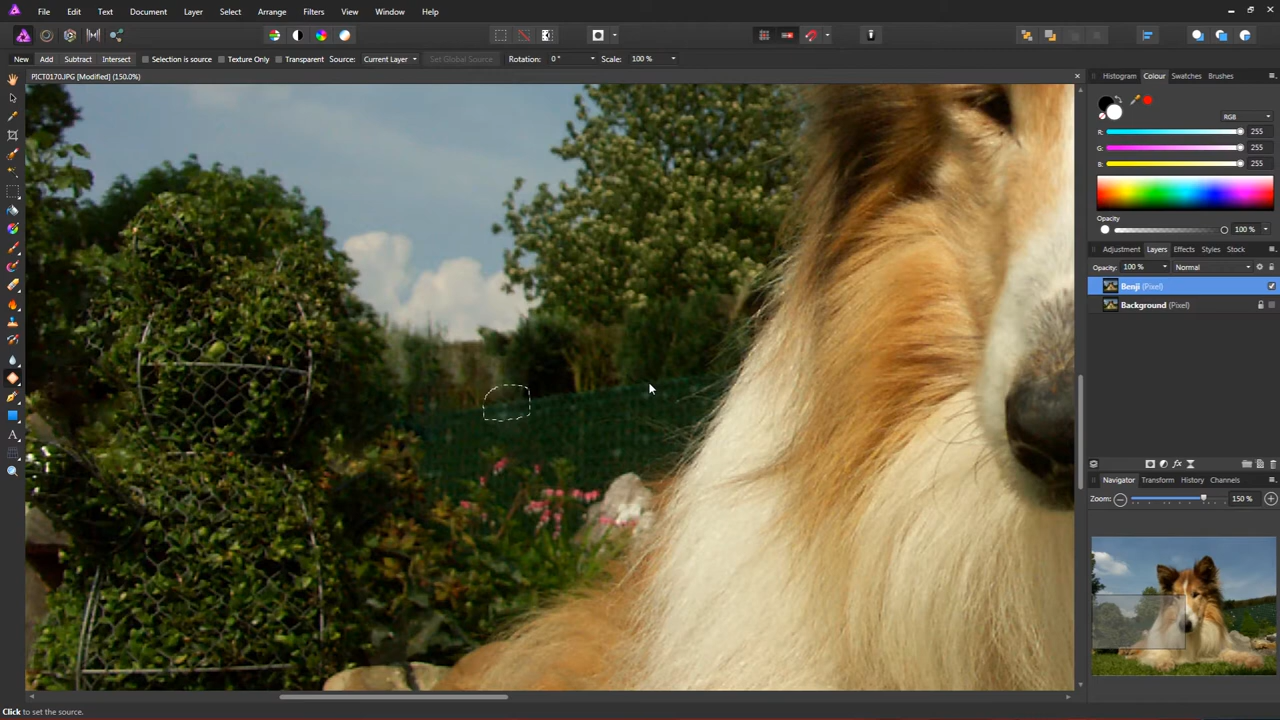 File Edit Text Document Layer Select Arrange Filters View Window Help
New Add Subtract Intersect Selection is source Texture Only Transparent Source: Current Layer Set Global Source Rotation: 0 ° Scale: 100 %
PICT0170.JPG [Modified] (150.0%)
Histogram Colour Swatches Brushes
RGB
R: 255
G: 255
B: 255
Opacity
100 %
Adjustment Layers Effects Styles Stock
Opacity: 100 % Normal
Benji (Pixel)
Background (Pixel)
Navigator Transform History Channels
Zoom: 150 %
Click to set the source.